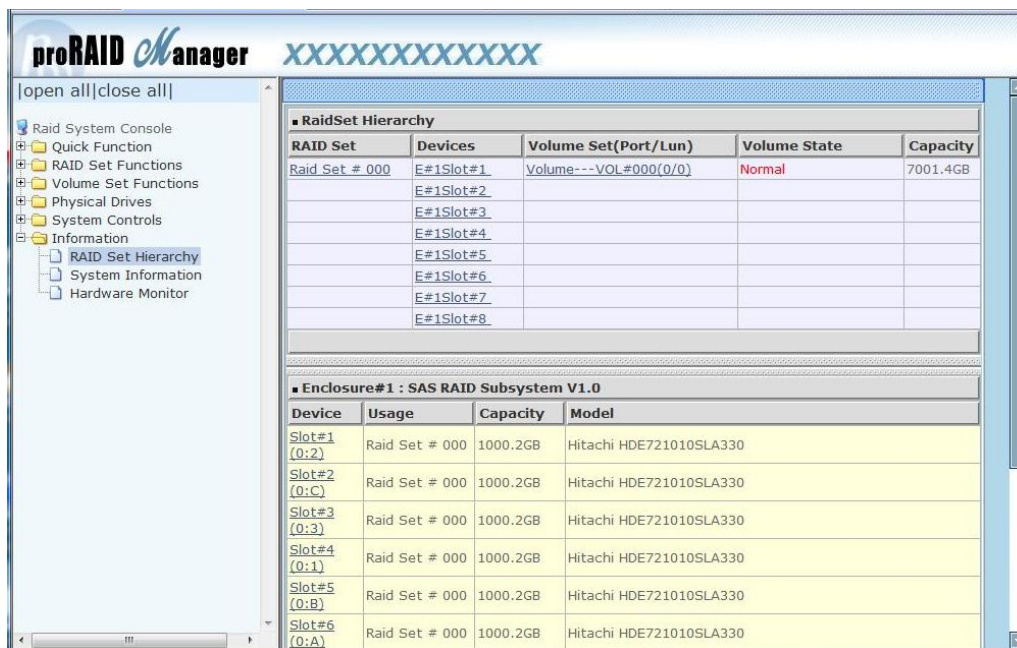 proRAID Manager XXXXXXXXXXXXX
|open all|close all|
Raid System Console
Quick Function
RAID Set Functions
Volume Set Functions
Physical Drives
System Controls
Information
RAID Set Hierarchy
System Information
Hardware Monitor
RaidSet Hierarchy
RAID Set Devices Volume Set(Port/Lun) Volume State Capacity
Raid Set # 000 E#1Slot#1 Volume---VOL#000(0/0) Normal 7001.4GB
E#1Slot#2
E#1Slot#3
E#1Slot#4
E#1Slot#5
E#1Slot#6
E#1Slot#7
E#1Slot#8
Enclosure#1 : SAS RAID Subsystem V1.0
Device Usage Capacity Model
Slot#1 (0:2) Raid Set # 000 1000.2GB Hitachi HDE721010SLA330
Slot#2 (0:C) Raid Set # 000 1000.2GB Hitachi HDE721010SLA330
Slot#3 (0:3) Raid Set # 000 1000.2GB Hitachi HDE721010SLA330
Slot#4 (0:1) Raid Set # 000 1000.2GB Hitachi HDE721010SLA330
Slot#5 (0:B) Raid Set # 000 1000.2GB Hitachi HDE721010SLA330
Slot#6 (0:A) Raid Set # 000 1000.2GB Hitachi HDE721010SLA330